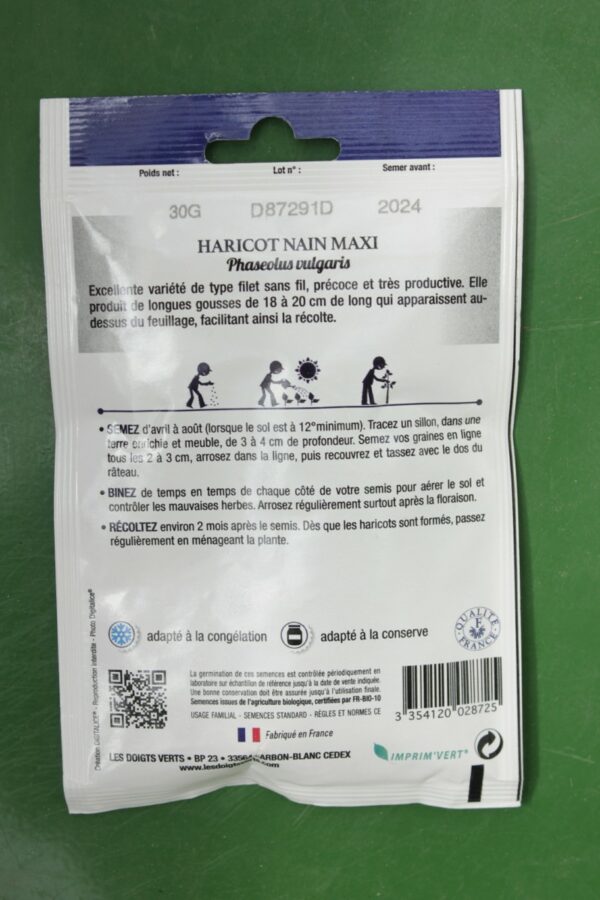 Poids net : Lot n° : Semer avant :
30G D87291D 2024
HARICOT NAIN MAXI
Phaseolus vulgaris
Excellente variété de type filet sans fil, précoce et très productive. Elle
produit de longues gousses de 18 à 20 cm de long qui apparaissent au-
dessus du feuillage, facilitant ainsi la récolte.
• SEMEZ d'avril à août (lorsque le sol est à 12°minimum). Tracez un sillon, dans une
terre enrichie et meuble, de 3 à 4 cm de profondeur. Semez vos graines en ligne
tous les 2 à 3 cm, arrosez dans la ligne, puis recouvrez et tassez avec le dos du
râteau.
• BINEZ de temps en temps de chaque côté de votre semis pour aérer le sol et
contrôler les mauvaises herbes. Arrosez régulièrement surtout après la floraison.
• RÉCOLTEZ environ 2 mois après le semis. Dès que les haricots sont formés, passez
régulièrement en ménageant la plante.
adapté à la congélation adapté à la conserve
QUALITÉ
F
FRANCE
Création DIGITALICE® - Reproduction interdite - Photo Digitalice®
La germination de ces semences est contrôlée périodiquement en
laboratoire sur échantillon de référence jusqu'à la date de vente indiquée.
Une bonne conservation doit être assurée jusqu'à l'utilisation finale.
Semences issues de l'agriculture biologique, certifiées par FR-BIO-10
USAGE FAMILIAL - SEMENCES STANDARD - RÈGLES ET NORMES CE
3 354120 028725
Fabriqué en France
LES DOIGTS VERTS • BP 23 • CEDEX
IMPRIM'VERT®